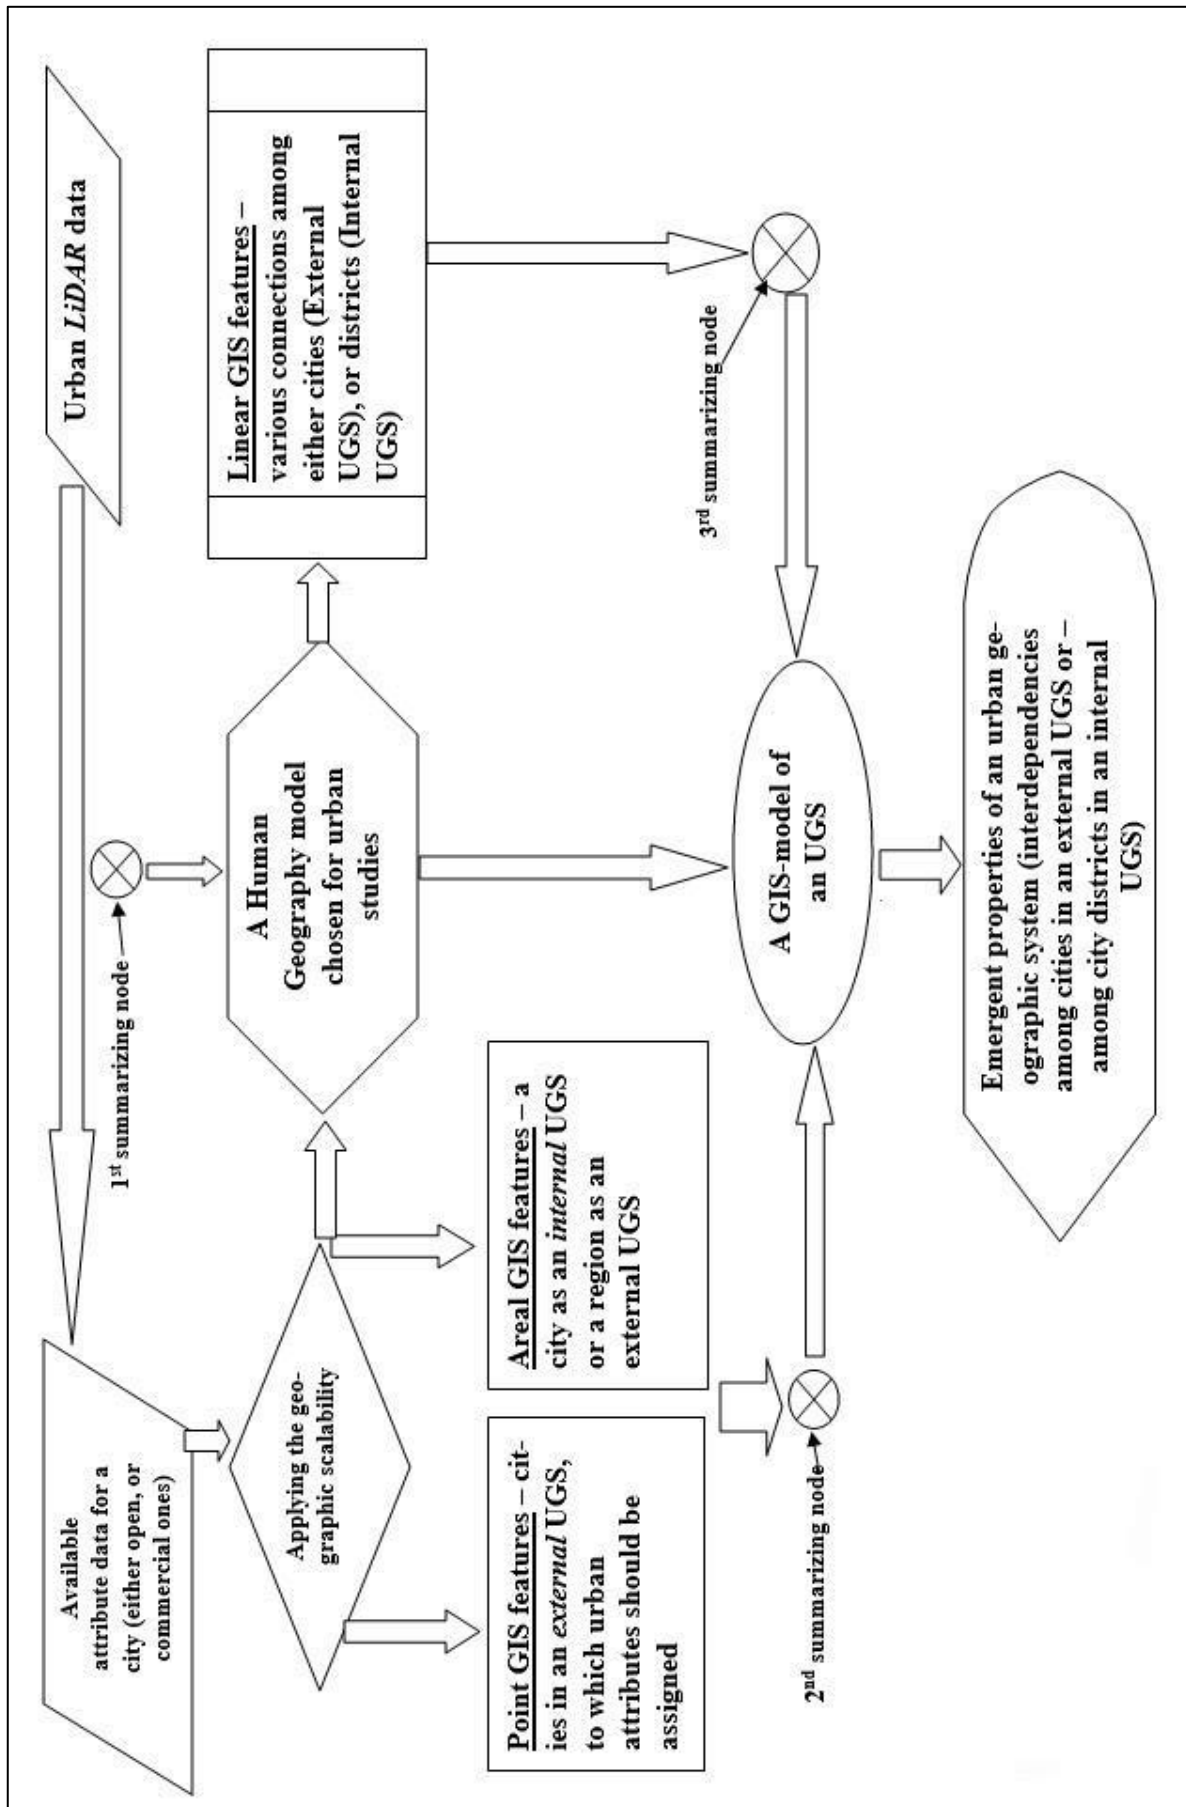 Available
attribute data for a
city (either open, or
commercial ones)
Urban LiDAR data
1st summarizing node
Applying the geo-
graphic scalability
A Human
Geography model
chosen for urban
studies
Linear GIS features –
various connections among
either cities (External
UGS), or districts (Internal
UGS)
Point GIS features – cit-
ies in an external UGS,
to which urban
attributes should be
assigned
Areal GIS features – a
city as an internal UGS
or a region as an
external UGS
3rd summarizing node
2nd summarizing node
A GIS-model of
an UGS
Emergent properties of an urban ge-
ographic system (interdependencies
among cities in an external UGS or –
among city districts in an internal
UGS)